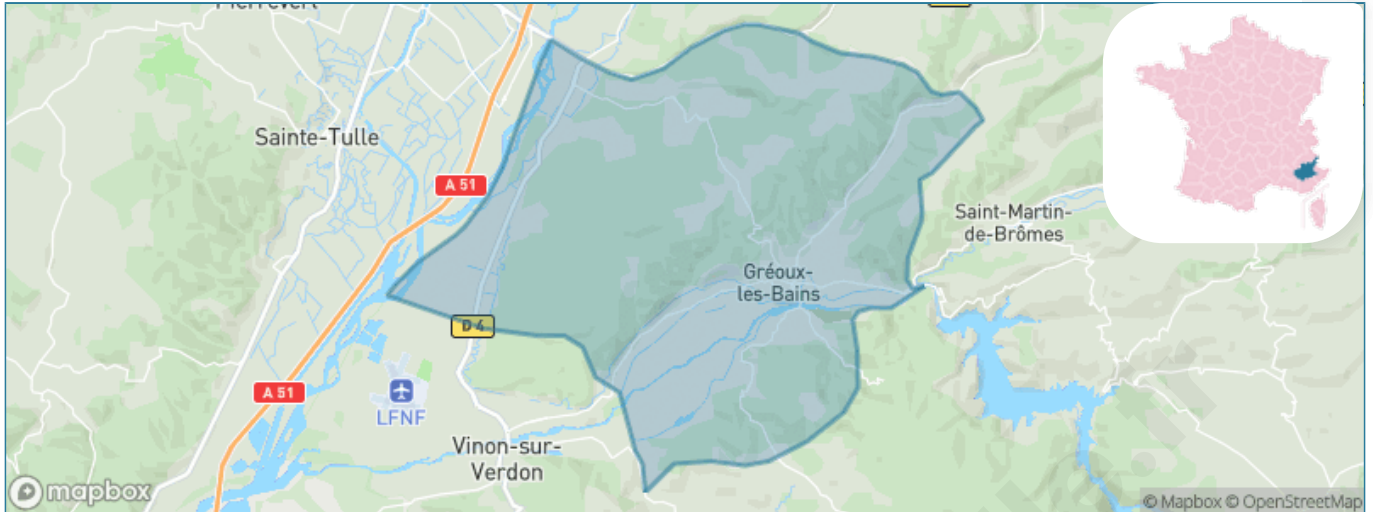 Sainte-Tulle
A 51
Saint-Martin-
de-Brômes
Gréoux-
les-Bains
D 4
A 51
LFNF
Vinon-sur-
Verdon
mapbox
© Mapbox © OpenStreetMap